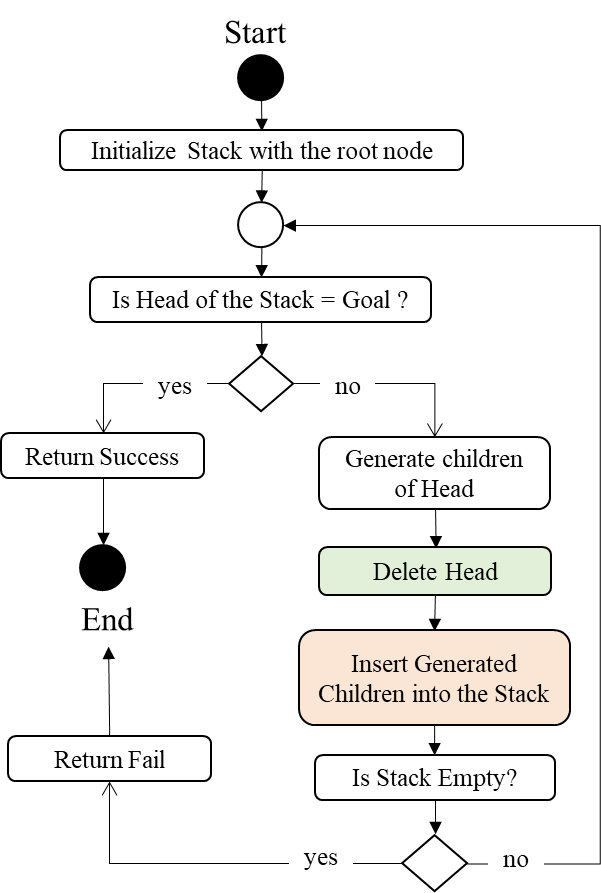 Start
Initialize Stack with the root node
Is Head of the Stack = Goal ?
yes
no
Return Success
Generate children
of Head
Delete Head
End
Insert Generated
Children into the Stack
Return Fail
Is Stack Empty?
yes
no